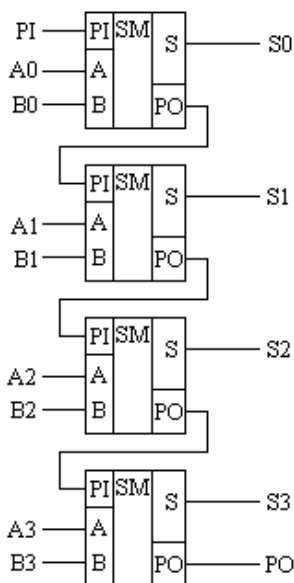 PI PI SM S S0
A0 A
B0 B PO
PI SM S S1
A1 A
B1 B PO
PI SM S S2
A2 A
B2 B PO
PI SM S S3
A3 A
B3 B PO PO